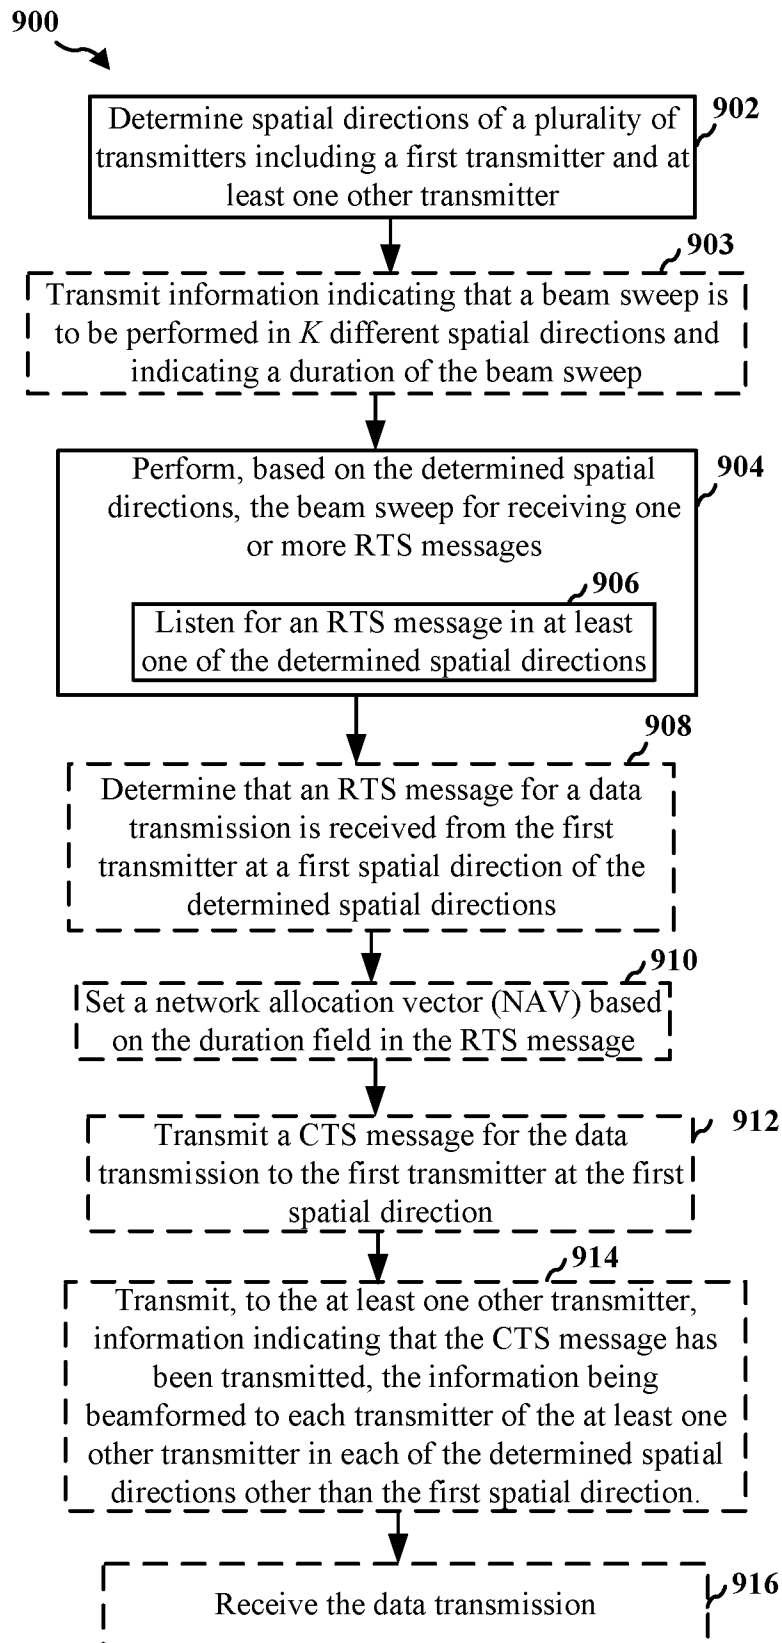 900
902
Determine spatial directions of a plurality of
transmitters including a first transmitter and at
least one other transmitter
903
Transmit information indicating that a beam sweep is
to be performed in K different spatial directions and
indicating a duration of the beam sweep
904
Perform, based on the determined spatial
directions, the beam sweep for receiving one
or more RTS messages
906
Listen for an RTS message in at least
one of the determined spatial directions
908
Determine that an RTS message for a data
transmission is received from the first
transmitter at a first spatial direction of the
determined spatial directions
910
Set a network allocation vector (NAV) based
on the duration field in the RTS message
912
Transmit a CTS message for the data
transmission to the first transmitter at the first
spatial direction
914
Transmit, to the at least one other transmitter,
information indicating that the CTS message has
been transmitted, the information being
beamformed to each transmitter of the at least one
other transmitter in each of the determined spatial
directions other than the first spatial direction.
916
Receive the data transmission